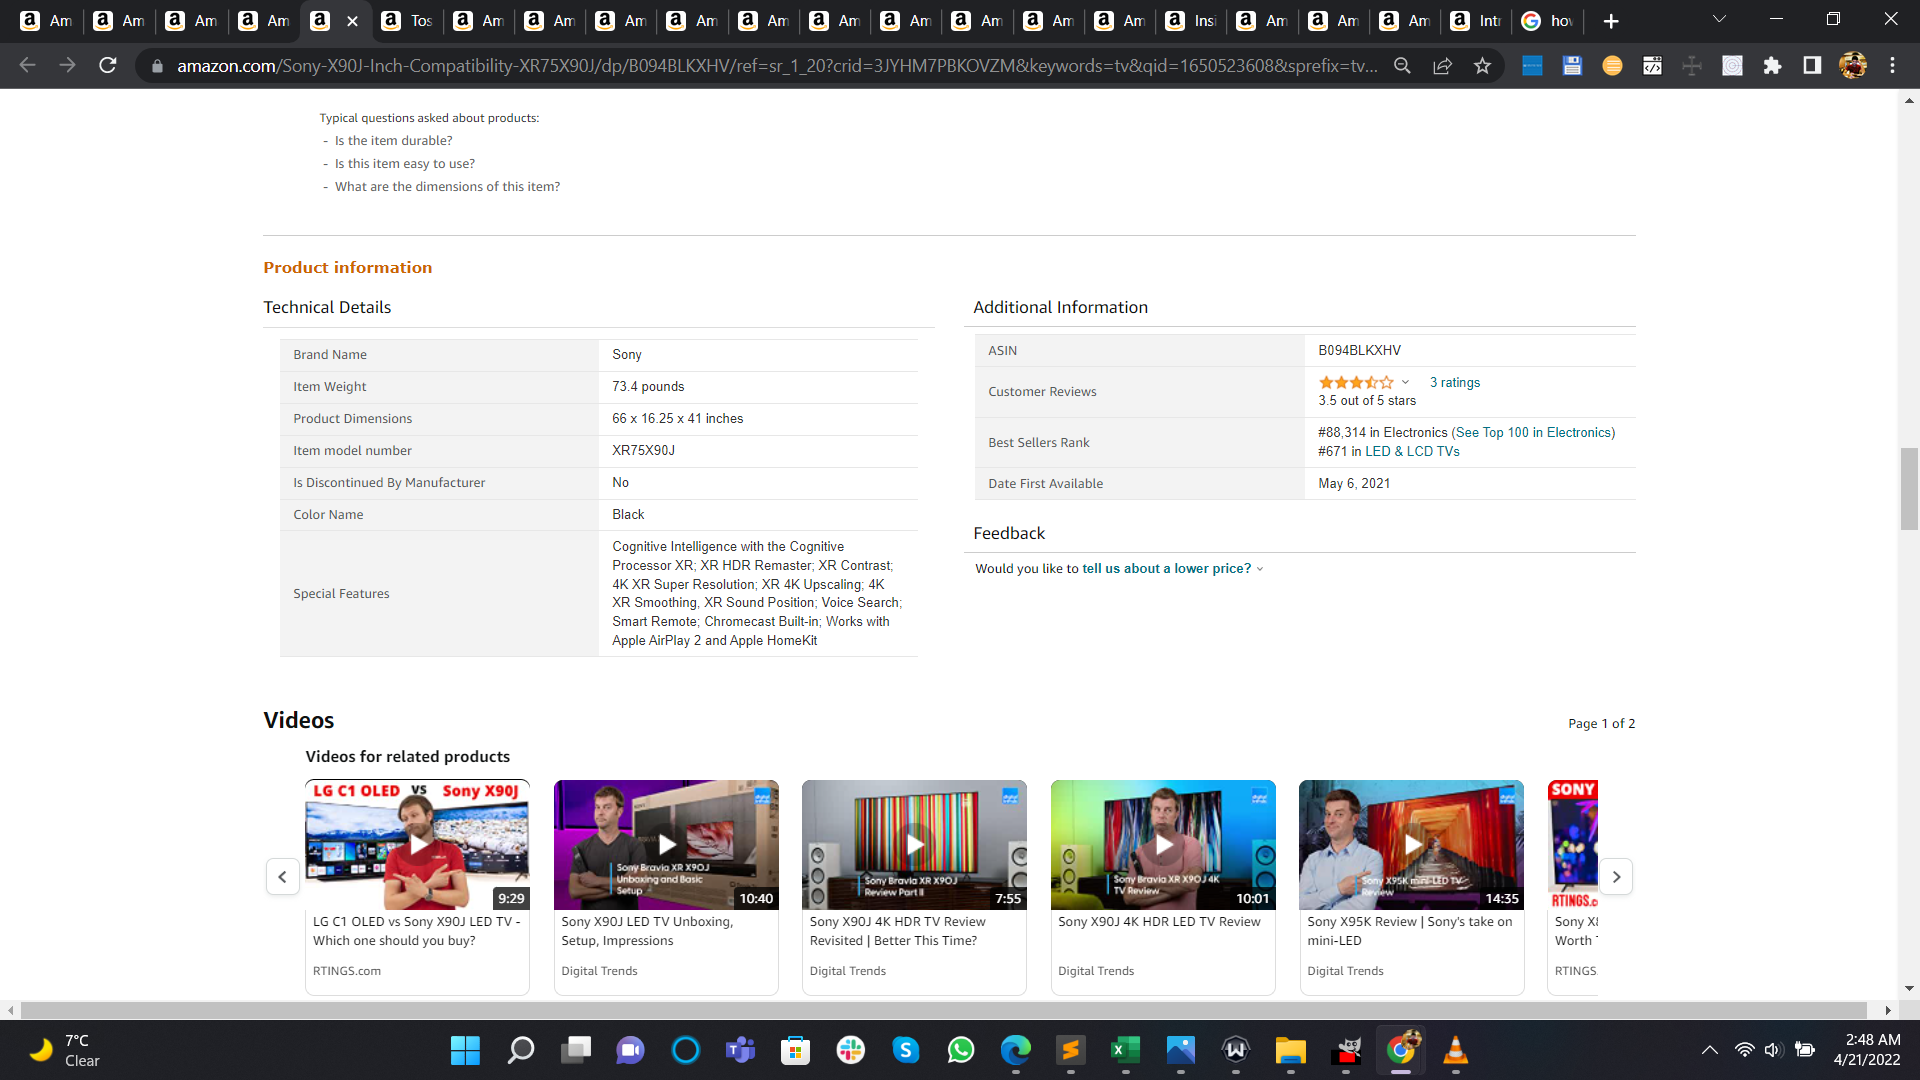 Am
Am
Am
Am
Tos
Am
Am
Am
Am
Am
Am
Am
Am
Am
Am
Insi
Am
Am
Am
Intr
how
amazon.com/Sony-X90J-Inch-Compatibility-XR75X90J/dp/B094BLKXHV/ref=sr_1_20?crid=3JYHM7PBKOVZM&keywords=tv&qid=1650523608&sprefix=tv...
Typical questions asked about products:
- Is the item durable?
- Is this item easy to use?
- What are the dimensions of this item?
Product information
Technical Details
Brand Name Sony
Item Weight 73.4 pounds
Product Dimensions 66 x 16.25 x 41 inches
Item model number XR75X90J
Is Discontinued By Manufacturer No
Color Name Black
Special Features
Cognitive Intelligence with the Cognitive
Processor XR; XR HDR Remaster; XR Contrast;
4K XR Super Resolution; XR 4K Upscaling; 4K
XR Smoothing, XR Sound Position; Voice Search;
Smart Remote; Chromecast Built-in; Works with
Apple AirPlay 2 and Apple HomeKit
Additional Information
ASIN B094BLKXHV
Customer Reviews
3 ratings
3.5 out of 5 stars
Best Sellers Rank
#88,314 in Electronics (See Top 100 in Electronics)
#671 in LED & LCD TVs
Date First Available May 6, 2021
Feedback
Would you like to tell us about a lower price?
Videos
Page 1 of 2
Videos for related products
LG C1 OLED VS Sony X90J
9:29
LG C1 OLED vs Sony X90J LED TV -
Which one should you buy?
RTINGS.com
Sony Bravia XR X90J
Unboxing and Basic
Setup
10:40
Sony X90J LED TV Unboxing,
Setup, Impressions
Digital Trends
Sony Bravia XR X90J
Review Part II
7:55
Sony X90J 4K HDR TV Review
Revisited | Better This Time?
Digital Trends
Sony Bravia XR X90J 4K
TV Review
10:01
Sony X90J 4K HDR LED TV Review
Digital Trends
Sony X95K mini-LED TV
Review
14:35
Sony X95K Review | Sony's take on
mini-LED
Digital Trends
SONY
RTINGS.c
Sony X8
Worth
RTINGS.
7°C
Clear
2:48 AM
4/21/2022